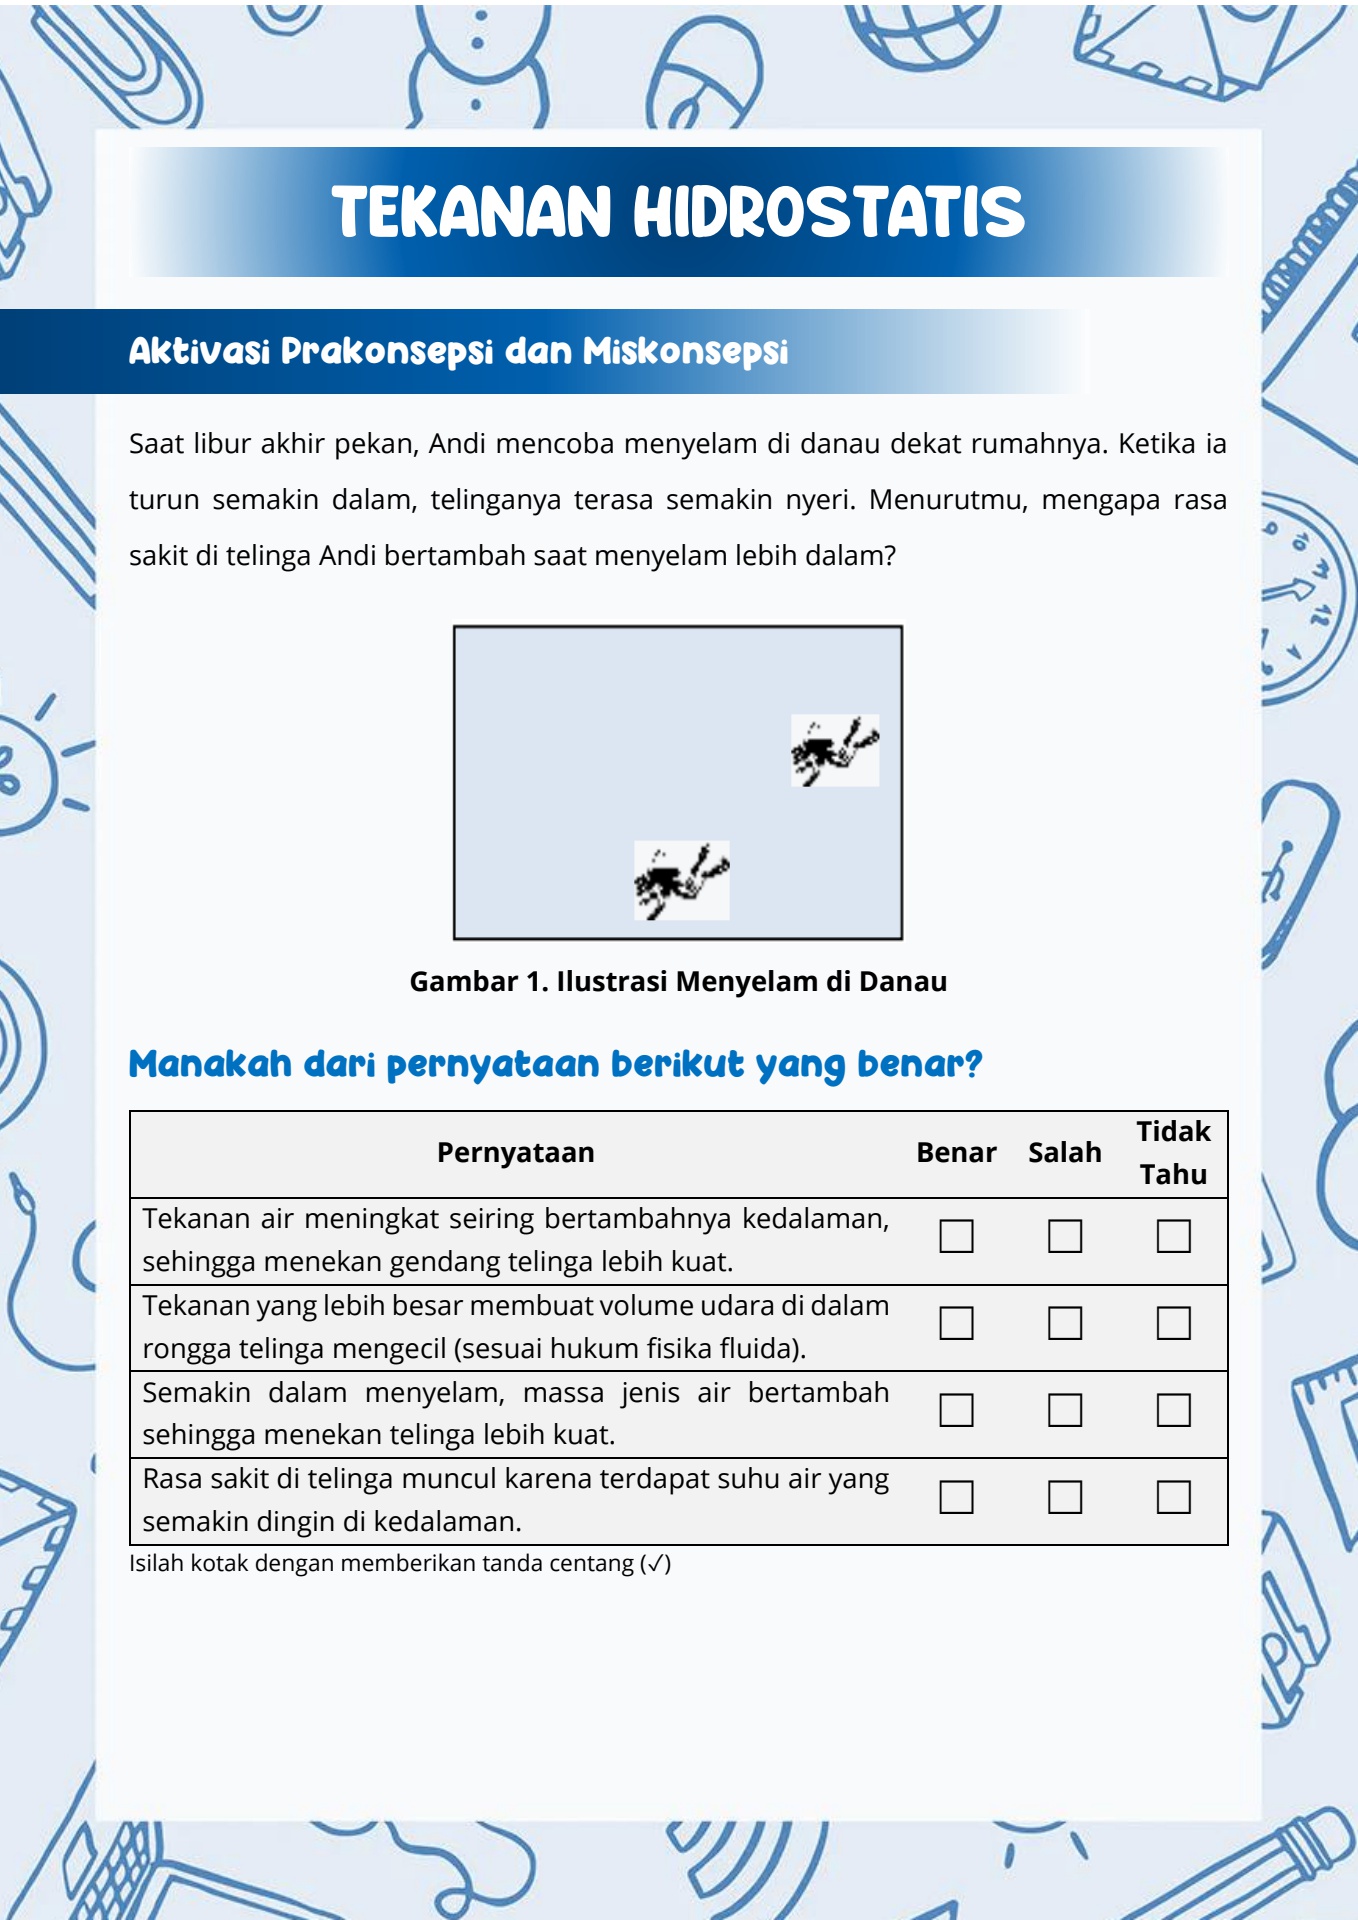 TEKANAN HIDROSTATIS
Aktivasi Prakonsepsi dan Miskonsepsi
Saat libur akhir pekan, Andi mencoba menyelam di danau dekat rumahnya. Ketika ia
turun semakin dalam, telinganya terasa semakin nyeri. Menurutmu, mengapa rasa
sakit di telinga Andi bertambah saat menyelam lebih dalam?
Gambar 1. Ilustrasi Menyelam di Danau
Manakah dari pernyataan berikut yang benar?
Pernyataan Benar Salah Tidak Tahu
Tekanan air meningkat seiring bertambahnya kedalaman,
sehingga menekan gendang telinga lebih kuat.
☐ ☐ ☐
Tekanan yang lebih besar membuat volume udara di dalam
rongga telinga mengecil (sesuai hukum fisika fluida).
☐ ☐ ☐
Semakin dalam menyelam, massa jenis air bertambah
sehingga menekan telinga lebih kuat.
☐ ☐ ☐
Rasa sakit di telinga muncul karena terdapat suhu air yang
semakin dingin di kedalaman.
☐ ☐ ☐
Isilah kotak dengan memberikan tanda centang (✓)